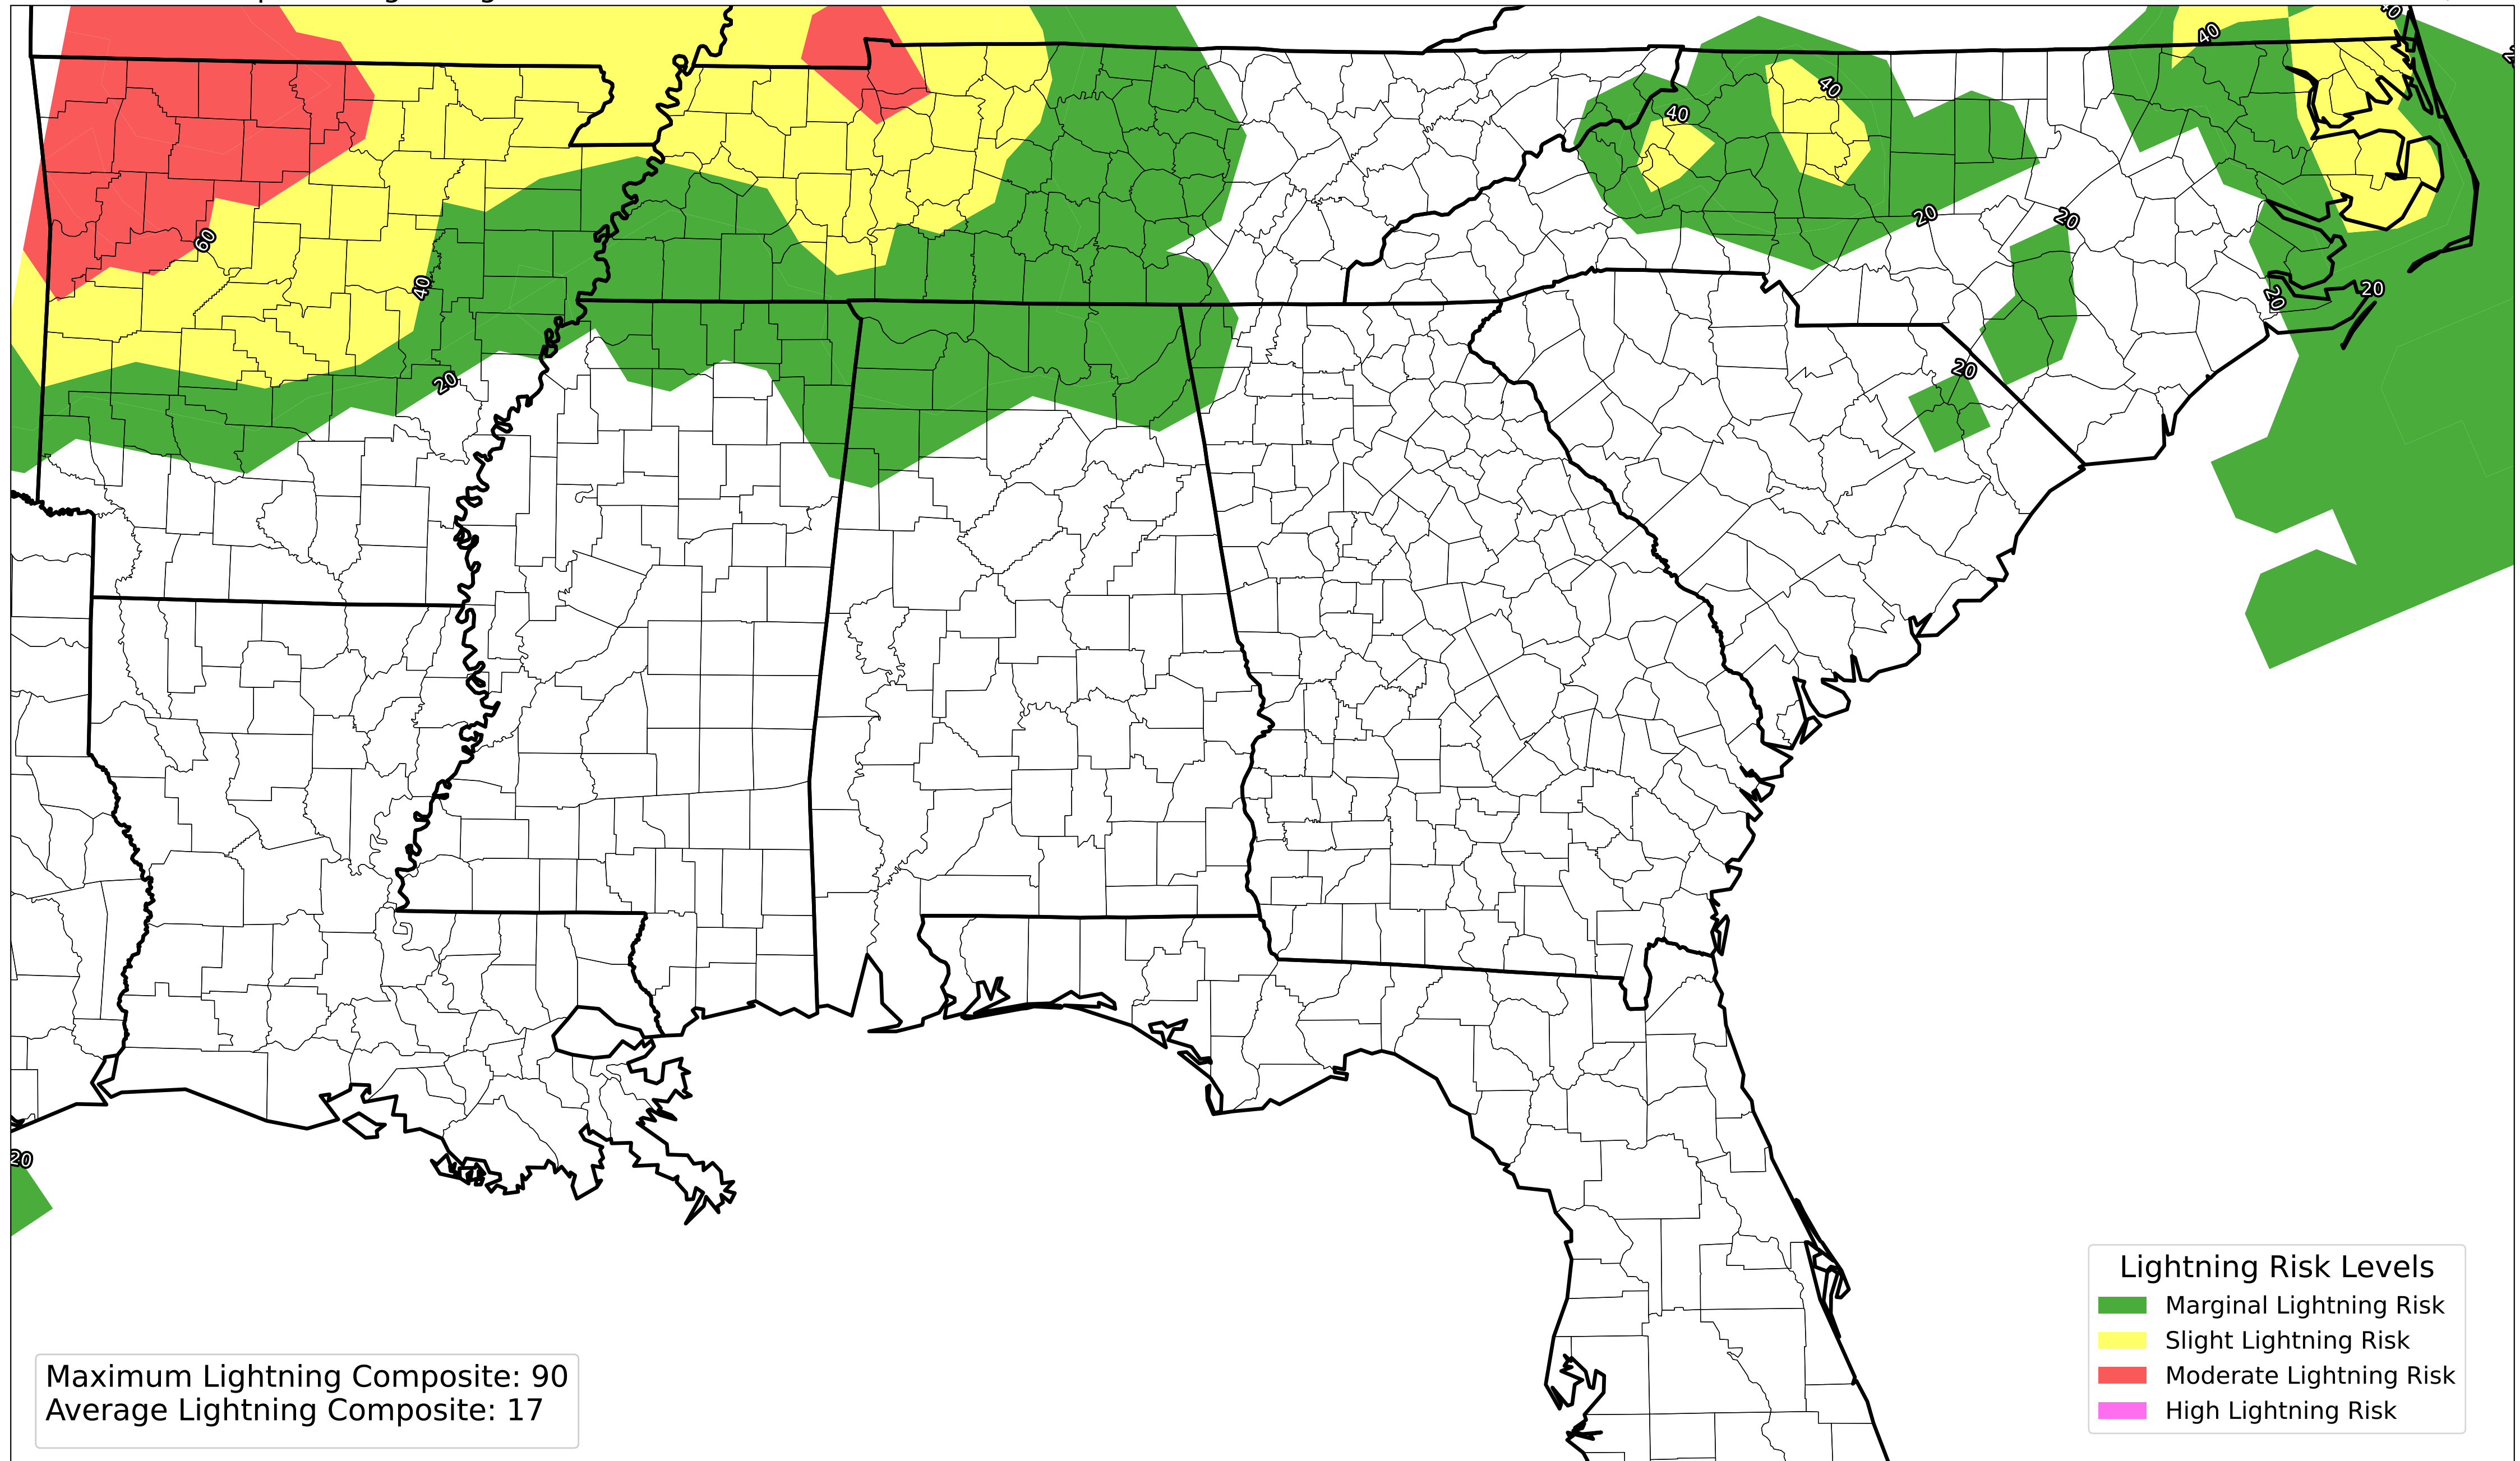 40
40
40
40
60
20
20
40
20
20
20
20
20
20
Lightning Risk Levels
Marginal Lightning Risk
Slight Lightning Risk
Moderate Lightning Risk
High Lightning Risk
Maximum Lightning Composite: 90
Average Lightning Composite: 17